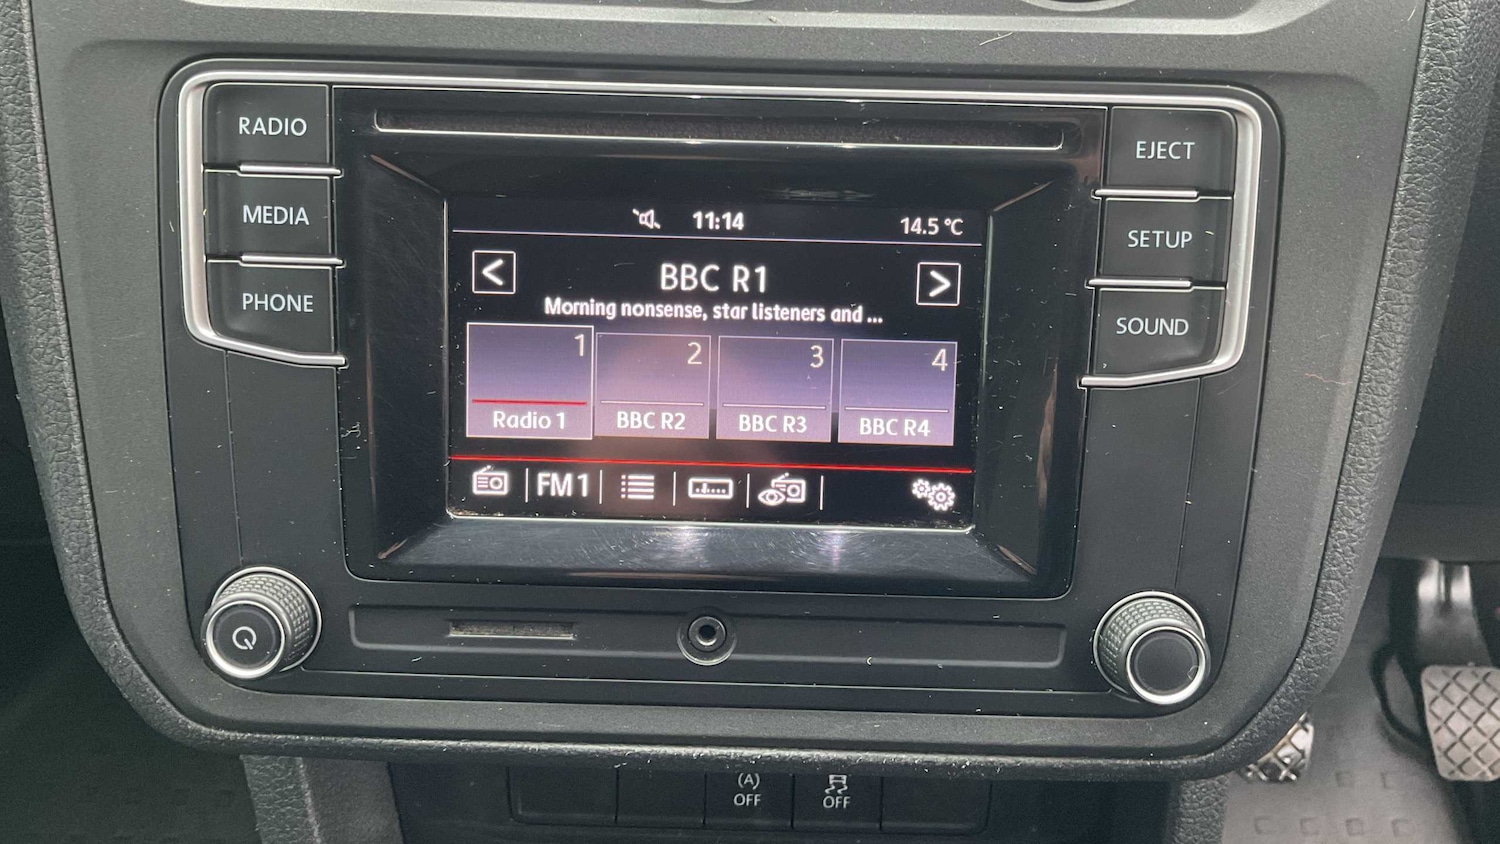 RADIO
MEDIA
PHONE
EJECT
SETUP
SOUND
11:14
14.5 °C
<
BBC R1
>
Morning nonsense, star listeners and ...
1
2
3
4
Radio 1
BBC R2
BBC R3
BBC R4
FM1
(A)
OFF
OFF